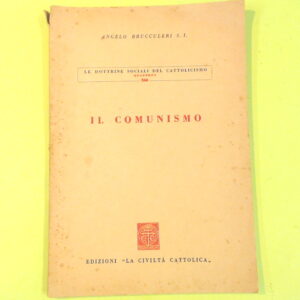 ANGELO BRUCCULERI S. I.
LE DOTTRINE SOCIALI DEL CATTOLICISMO
IL COMUNISMO
EDIZIONI "LA CIVILTÀ CATTOLICA„